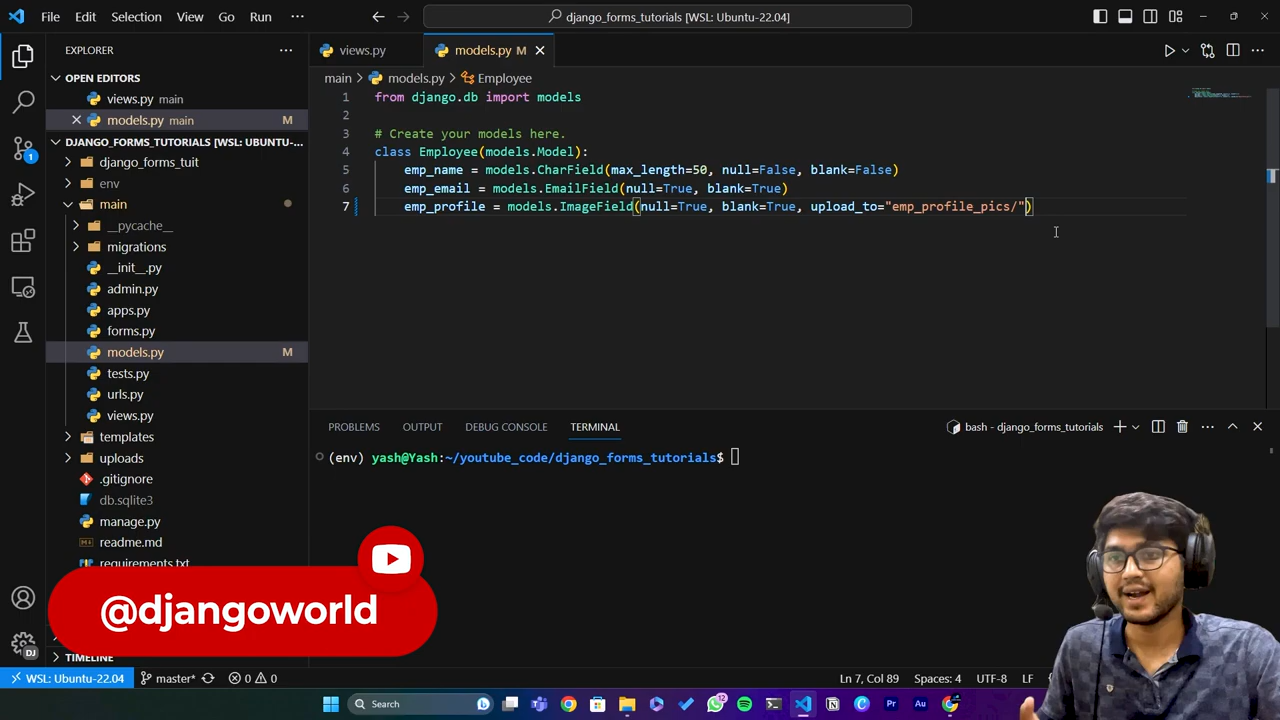 File Edit Selection View Go Run ···
django_forms_tutorials [WSL: Ubuntu-22.04]
EXPLORER
OPEN EDITORS
views.py main
models.py main M
DJANGO_FORMS_TUTORIALS [WSL: UBUNTU-...
django_forms_tuit
env
main
__pycache__
migrations
__init__.py
admin.py
apps.py
forms.py
models.py M
tests.py
urls.py
views.py
templates
uploads
.gitignore
db.sqlite3
manage.py
readme.md
requirements.txt
TIMELINE
1
views.py
models.py M
main > models.py > Employee
1 from django.db import models
2
3 # Create your models here.
4 class Employee(models.Model):
5 emp_name = models.CharField(max_length=50, null=False, blank=False)
6 emp_email = models.EmailField(null=True, blank=True)
7 emp_profile = models.ImageField(null=True, blank=True, upload_to="emp_profile_pics/")
PROBLEMS OUTPUT DEBUG CONSOLE TERMINAL
bash - django_forms_tutorials
(env) yash@Yash:~/youtube_code/django_forms_tutorials$
@djangoworld
DJ
WSL: Ubuntu-22.04 master* 0 0
Ln 7, Col 89 Spaces: 4 UTF-8 LF
Search
12
N
Pr
Au